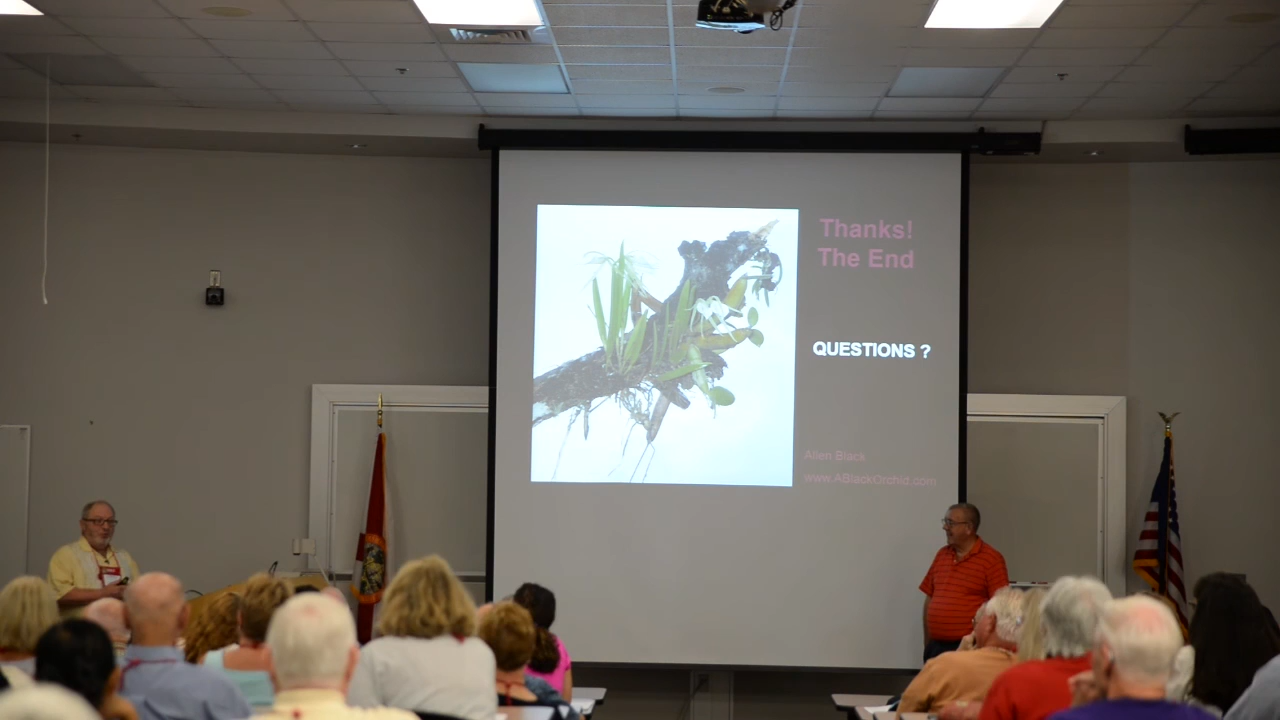 Thanks!
The End
QUESTIONS ?
Allen Black
www.ABlackOrchid.com